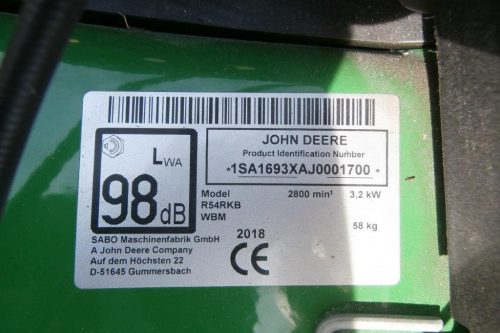 LWA
98dB
JOHN DEERE
Product Identification Number
*1SA1693XAJ0001700*
Model 2800 min¹ 3,2 kW
R54RKB
WBM 58 kg
SABO Maschinenfabrik GmbH
A John Deere Company
Auf dem Höchsten 22
D-51645 Gummersbach
2018
CE